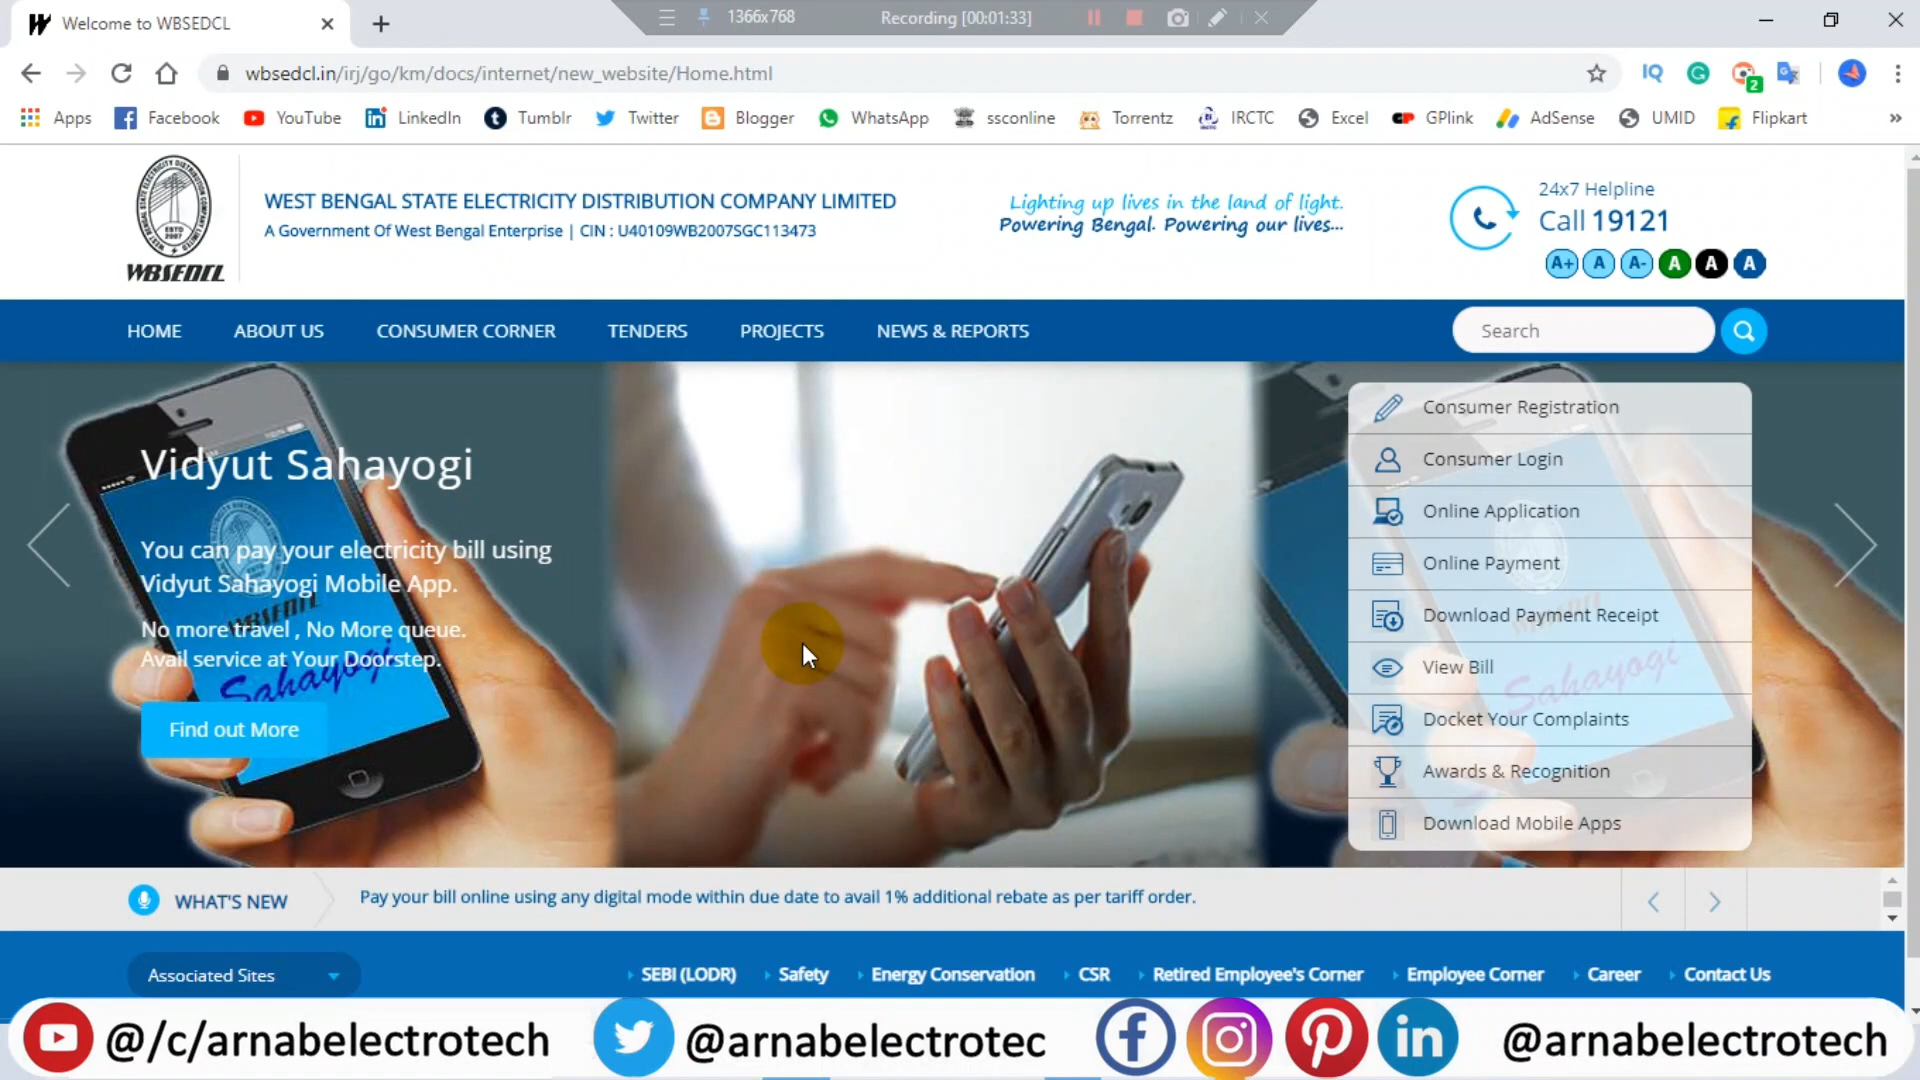 Welcome to WBSEDCL
1366x768
Recording [00:01:33]
wbsedcl.in/irj/go/km/docs/internet/new_website/Home.html
Apps
Facebook
YouTube
LinkedIn
Tumblr
Twitter
Blogger
WhatsApp
ssconline
Torrentz
IRCTC
Excel
GPlink
AdSense
UMID
Flipkart
WBSEDCL
WEST BENGAL STATE ELECTRICITY DISTRIBUTION COMPANY LIMITED
A Government Of West Bengal Enterprise | CIN : U40109WB2007SGC113473
Lighting up lives in the land of light.
Powering Bengal. Powering our lives...
24x7 Helpline
Call 19121
A+ A A- A A A
HOME
ABOUT US
CONSUMER CORNER
TENDERS
PROJECTS
NEWS & REPORTS
Search
Vidyut Sahayogi
You can pay your electricity bill using
Vidyut Sahayogi Mobile App.
No more travel , No More queue.
Avail service at Your Doorstep.
Sahayogi
Find out More
Consumer Registration
Consumer Login
Online Application
Online Payment
Download Payment Receipt
View Bill
Docket Your Complaints
Awards & Recognition
Download Mobile Apps
WHAT'S NEW
Pay your bill online using any digital mode within due date to avail 1% additional rebate as per tariff order.
Associated Sites
SEBI (LODR)
Safety
Energy Conservation
CSR
Retired Employee's Corner
Employee Corner
Career
Contact Us
@/c/arnabelectrotech
@arnabelectrotec
@arnabelectrotech